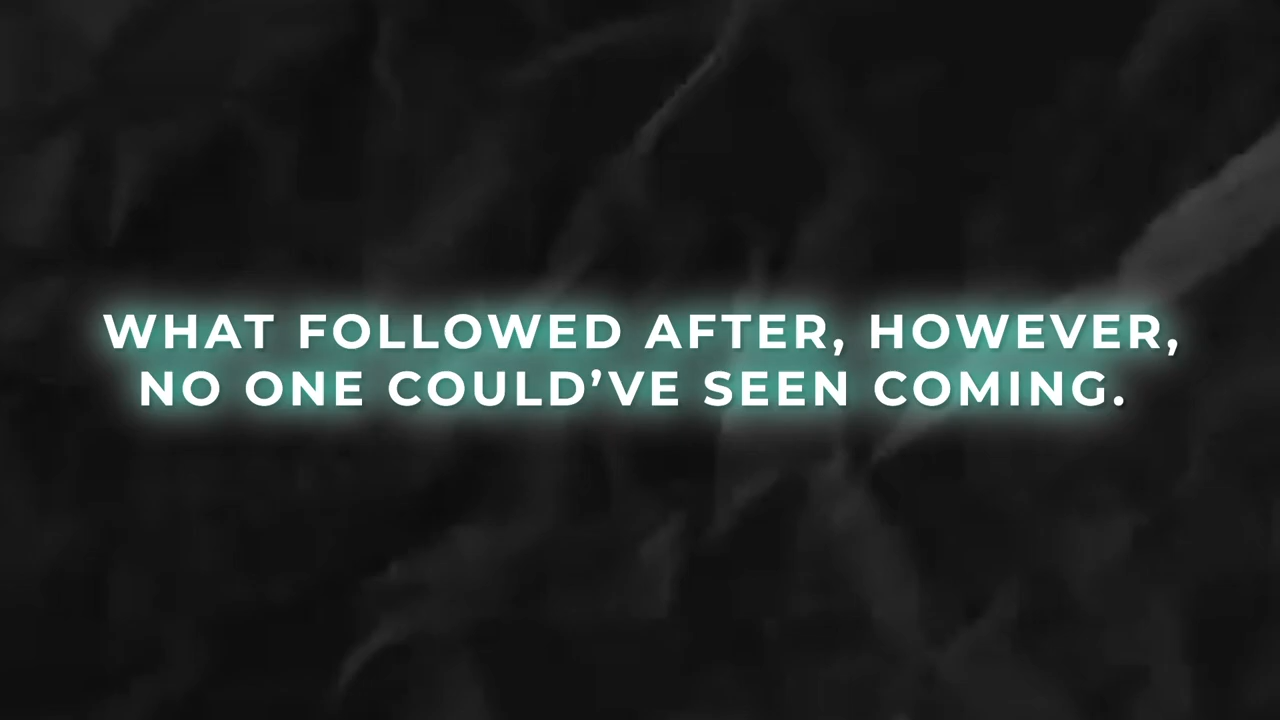 WHAT FOLLOWED AFTER, HOWEVER,
NO ONE COULD’VE SEEN COMING.